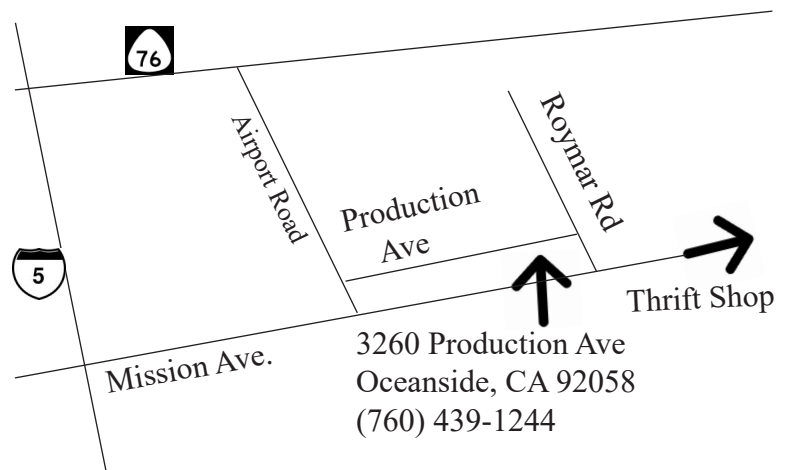 76
Airport Road
Roymar Rd
Production
Ave
5
Thrift Shop
Mission Ave.
3260 Production Ave
Oceanside, CA 92058
(760) 439-1244